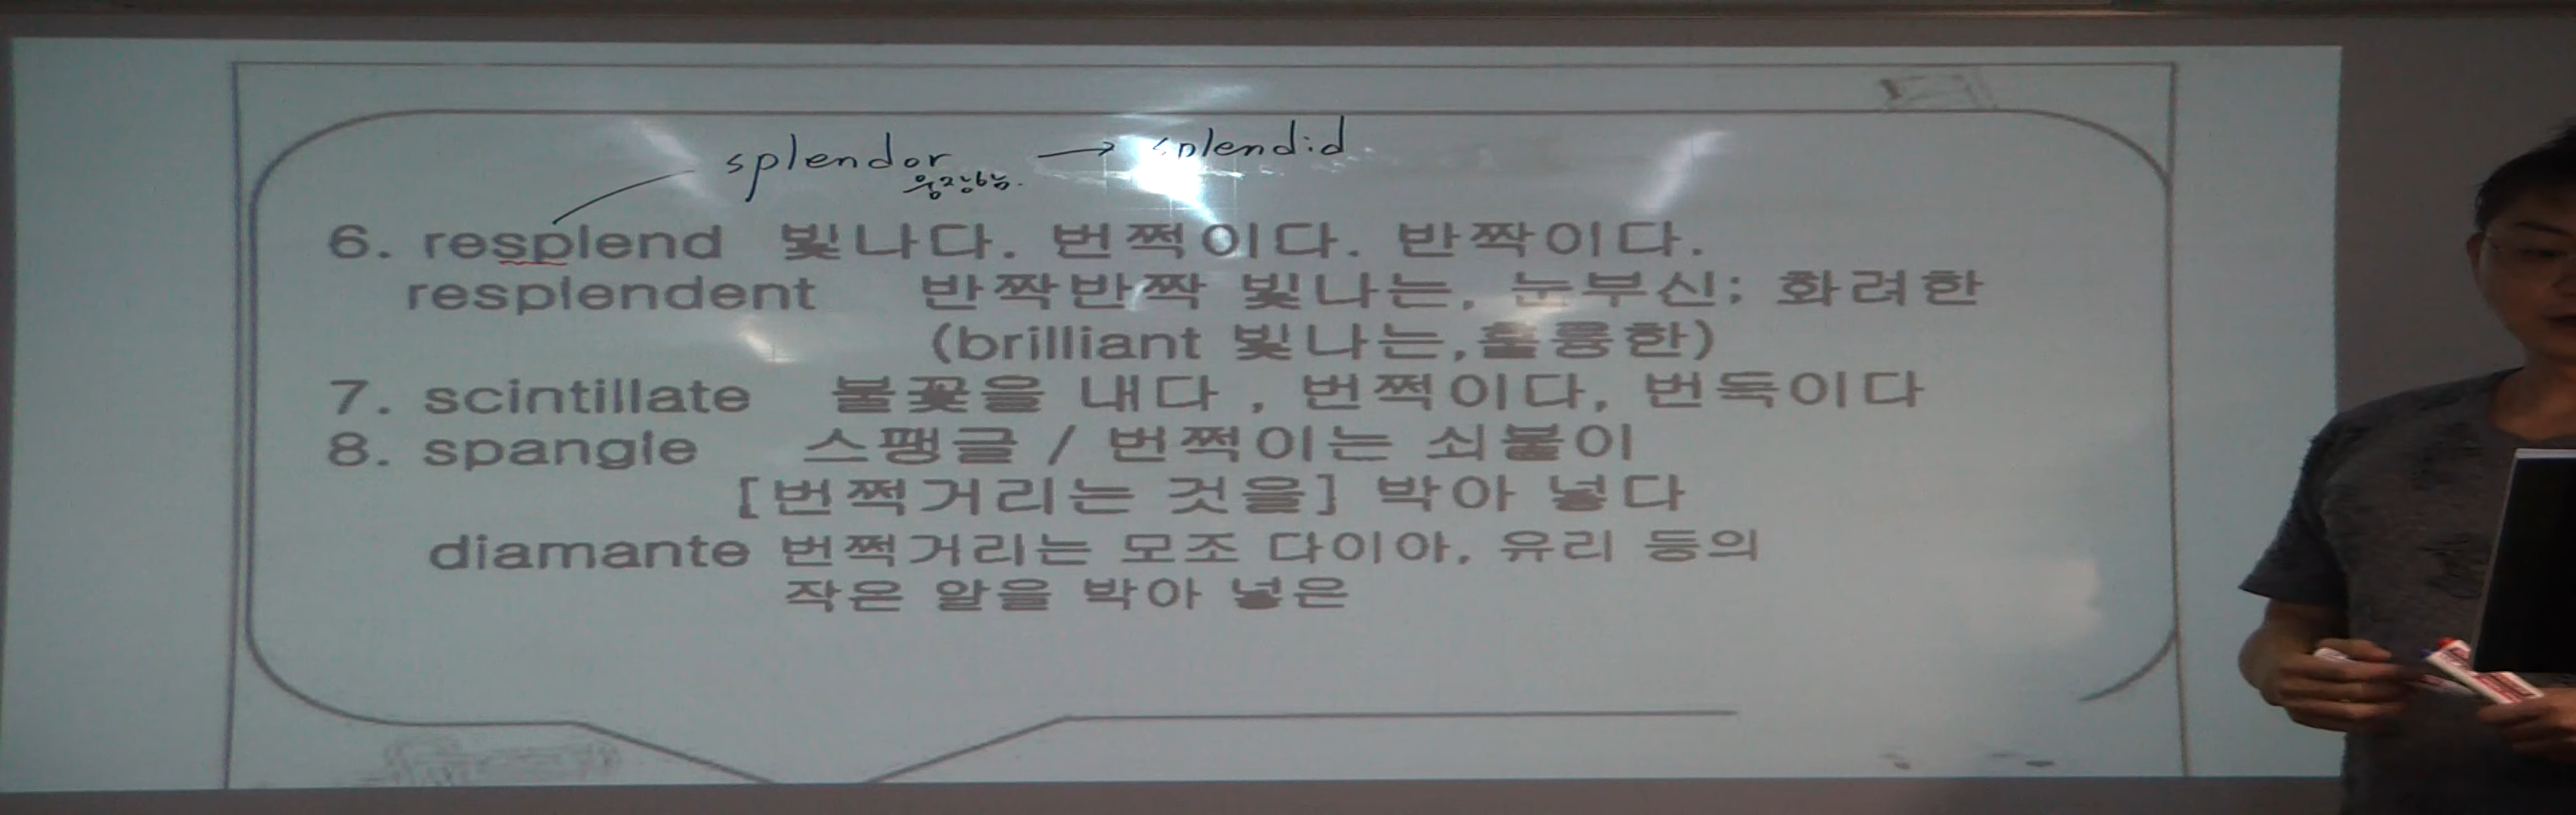 splendor → splendid
웅장함.
6. resplend 빛나다. 번쩍이다. 반짝이다.
resplendent 반짝반짝 빛나는, 눈부신; 화려한
(brilliant 빛나는,훌륭한)
7. scintillate 불꽃을 내다 , 번쩍이다, 번득이다
8. spangle 스팽글 / 번쩍이는 쇠붙이
[번쩍거리는 것을] 박아 넣다
diamante 번쩍거리는 모조 다이아, 유리 등의
작은 알을 박아 넣은